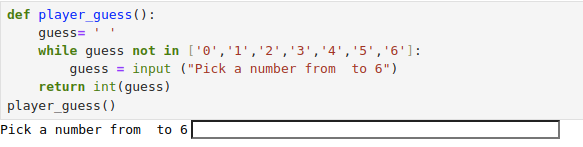 def player_guess():
    guess= ' '
    while guess not in ['0','1','2','3','4','5','6']:
        guess = input ("Pick a number from  to 6")
    return int(guess)
player_guess()
Pick a number from  to 6